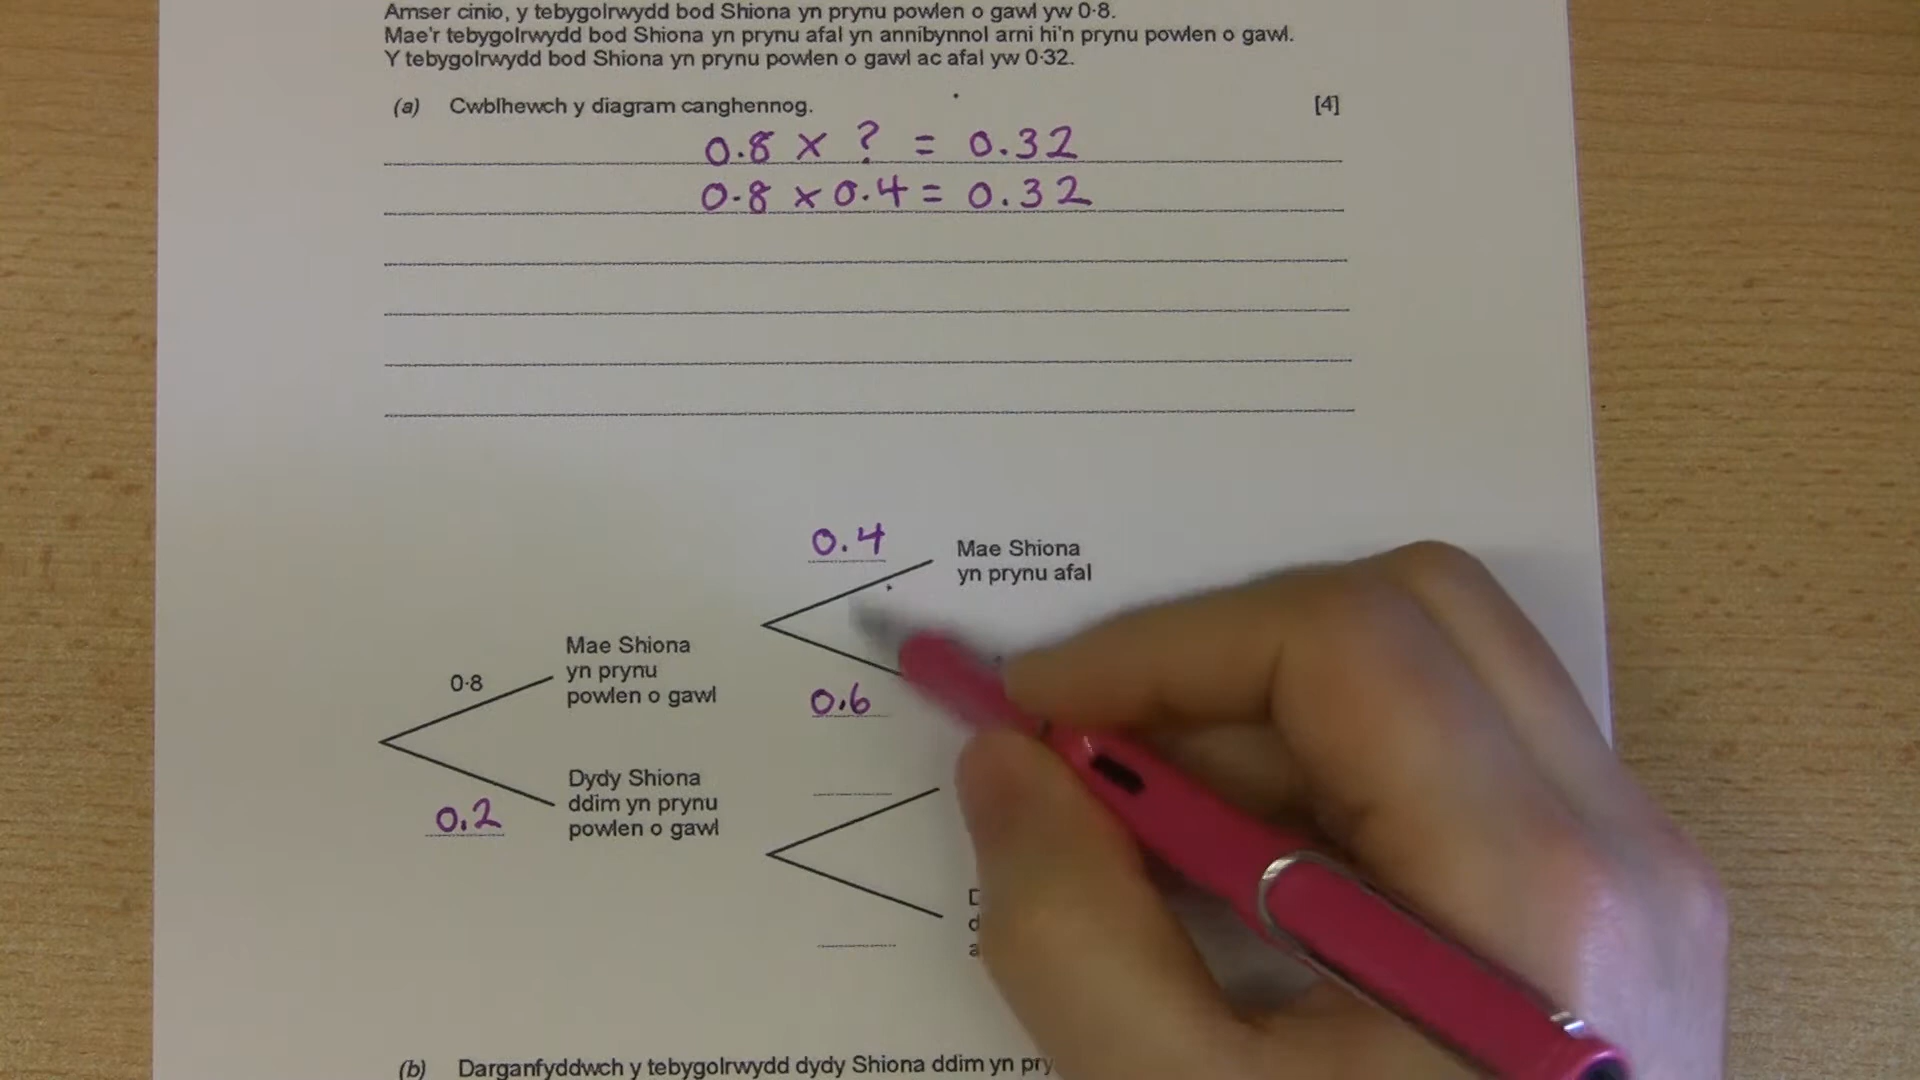 Amser cinio, y tebygolrwydd bod Shiona yn prynu powlen o gawl yw 0·8.
Mae'r tebygolrwydd bod Shiona yn prynu afal yn annibynnol arni hi'n prynu powlen o gawl.
Y tebygolrwydd bod Shiona yn prynu powlen o gawl ac afal yw 0·32.
(a) Cwblhewch y diagram canghennog. [4]
0.8 × ? = 0.32
0.8 × 0.4 = 0.32
0.4
Mae Shiona
yn prynu afal
0·8
Mae Shiona
yn prynu
powlen o gawl
0.6
0.2
Dydy Shiona
ddim yn prynu
powlen o gawl
(b) Darganfyddwch y tebygolrwydd dydy Shiona ddim yn